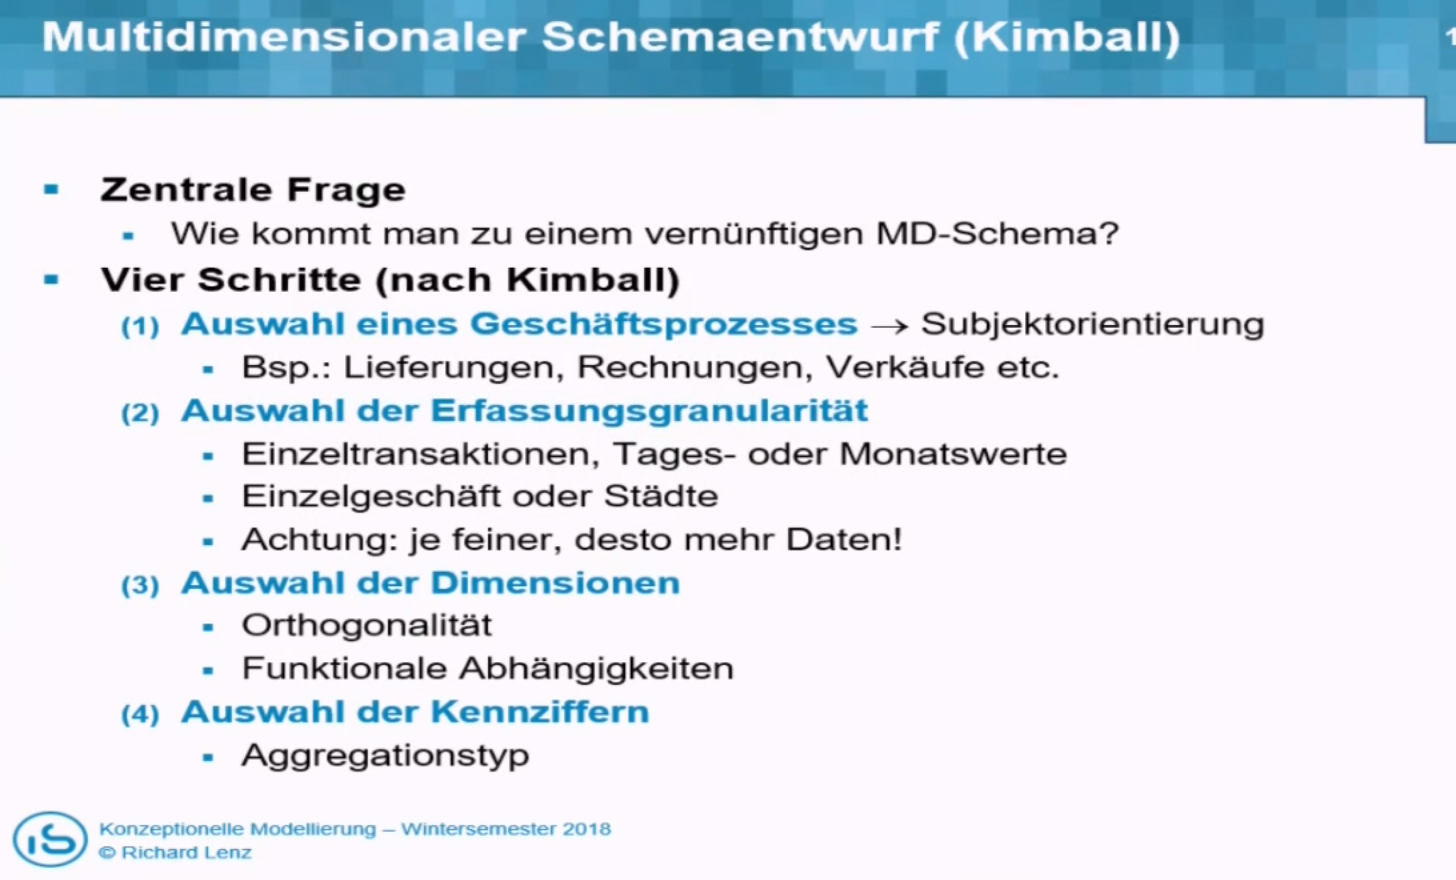 Multidimensionaler Schemaentwurf (Kimball)
1
▪ Zentrale Frage
▪ Wie kommt man zu einem vernünftigen MD-Schema?
▪ Vier Schritte (nach Kimball)
(1) Auswahl eines Geschäftsprozesses → Subjektorientierung
▪ Bsp.: Lieferungen, Rechnungen, Verkäufe etc.
(2) Auswahl der Erfassungsgranularität
▪ Einzeltransaktionen, Tages- oder Monatswerte
▪ Einzelgeschäft oder Städte
▪ Achtung: je feiner, desto mehr Daten!
(3) Auswahl der Dimensionen
▪ Orthogonalität
▪ Funktionale Abhängigkeiten
(4) Auswahl der Kennziffern
▪ Aggregationstyp
iS
Konzeptionelle Modellierung – Wintersemester 2018
© Richard Lenz